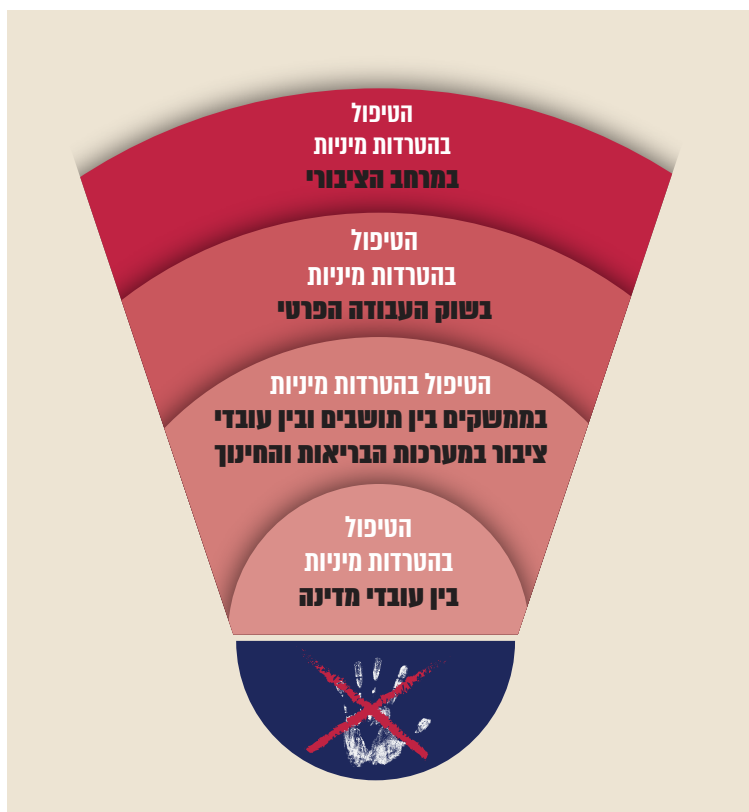 הטיפול
בהטרדות מיניות
במרחב הציבורי
הטיפול
בהטרדות מיניות
בשוק העבודה הפרטי
הטיפול בהטרדות מיניות
בממשקים בין תושבים ובין עובדי
ציבור במערכות הבריאות והחינוך
הטיפול
בהטרדות מיניות
בין עובדי מדינה